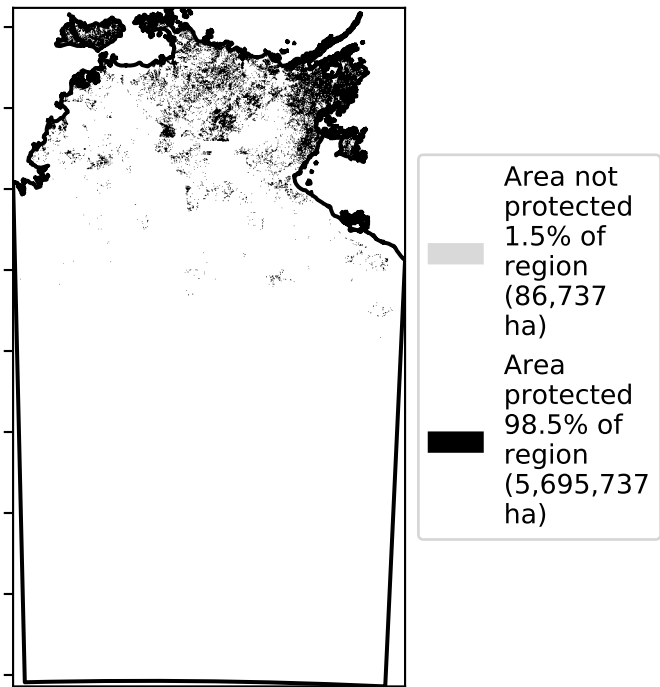 Area not
protected
1.5% of
region
(86,737
ha)
Area
protected
98.5% of
region
(5,695,737
ha)